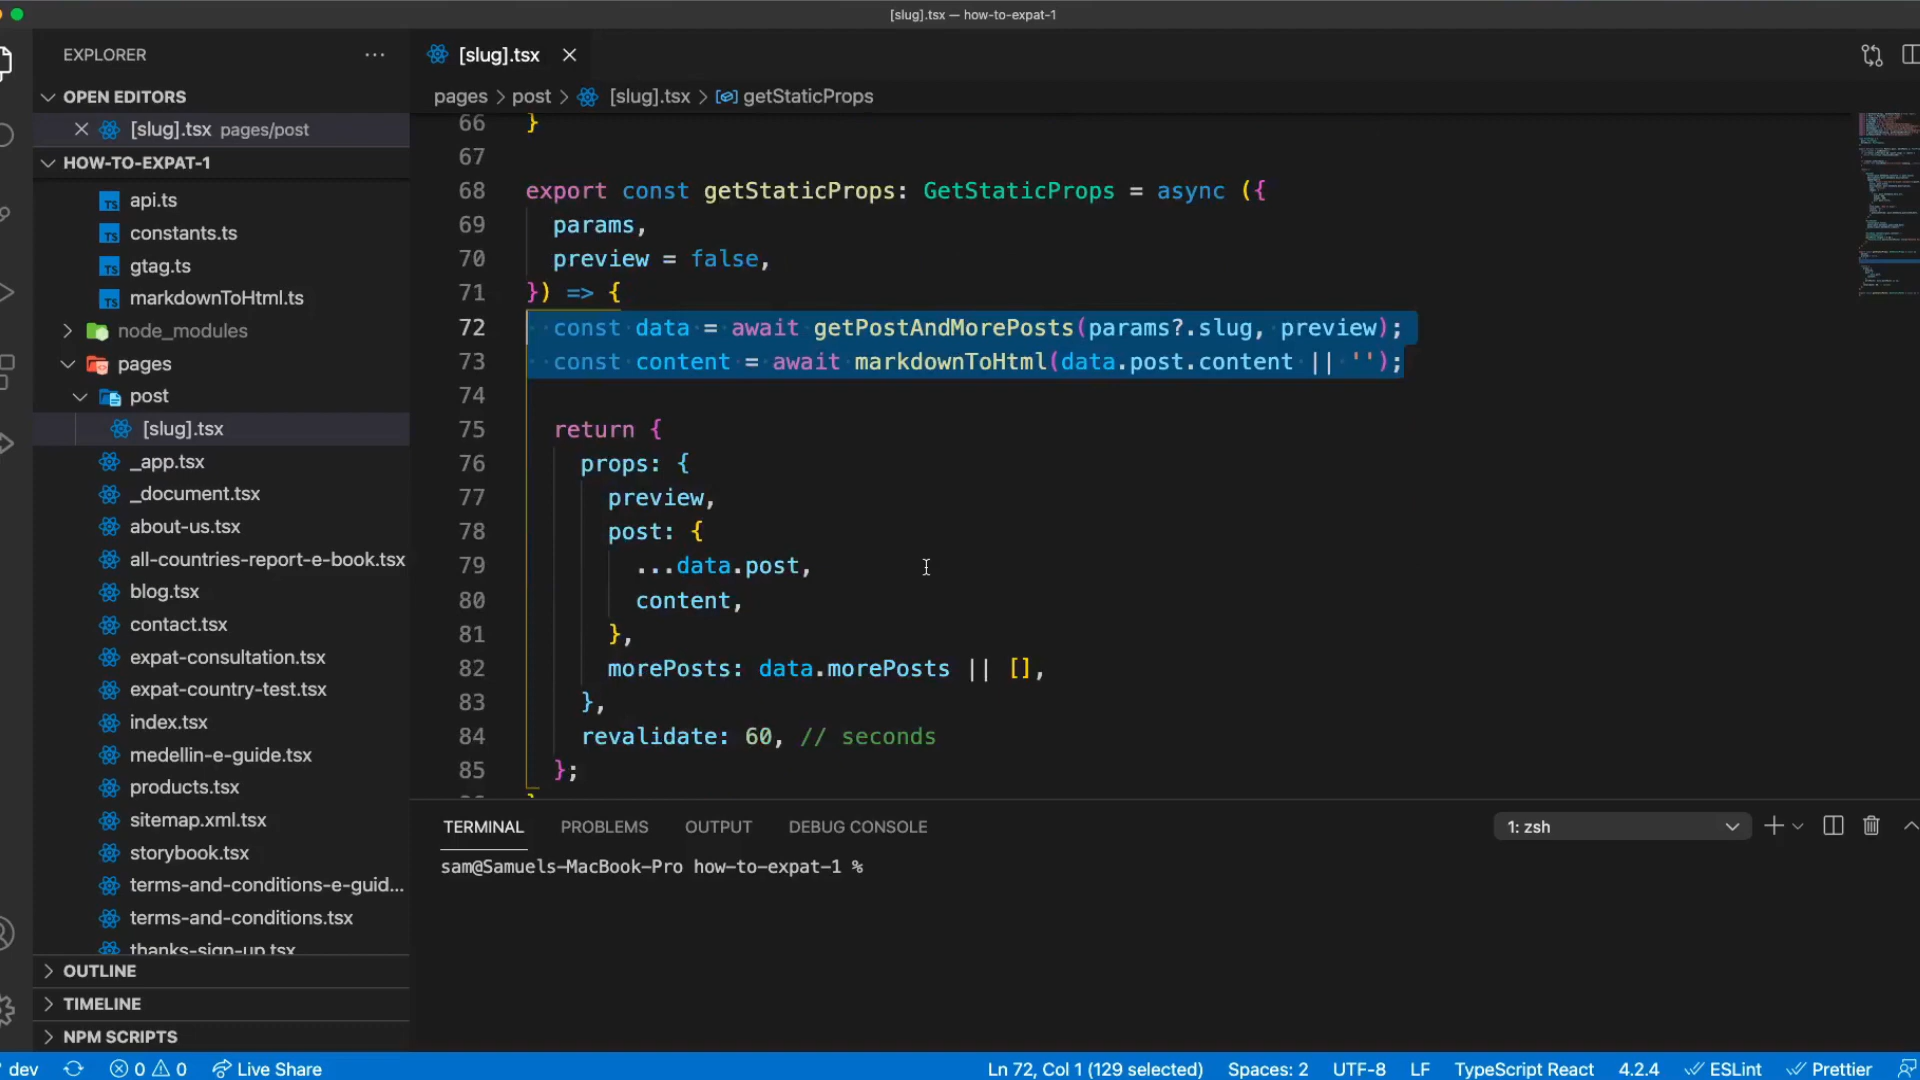 [slug].tsx — how-to-expat-1
EXPLORER
OPEN EDITORS
[slug].tsx pages/post
HOW-TO-EXPAT-1
api.ts
constants.ts
gtag.ts
markdownToHtml.ts
node_modules
pages
post
[slug].tsx
_app.tsx
_document.tsx
about-us.tsx
all-countries-report-e-book.tsx
blog.tsx
contact.tsx
expat-consultation.tsx
expat-country-test.tsx
index.tsx
medellin-e-guide.tsx
products.tsx
sitemap.xml.tsx
storybook.tsx
terms-and-conditions-e-guid...
terms-and-conditions.tsx
thanks-sign-up.tsx
OUTLINE
TIMELINE
NPM SCRIPTS
[slug].tsx
pages > post > [slug].tsx > getStaticProps
66 }
67
68 export const getStaticProps: GetStaticProps = async ({
69 params,
70 preview = false,
71 }) => {
72 const data = await getPostAndMorePosts(params?.slug, preview);
73 const content = await markdownToHtml(data.post.content || '');
74
75 return {
76 props: {
77 preview,
78 post: {
79 ...data.post,
80 content,
81 },
82 morePosts: data.morePosts || [],
83 },
84 revalidate: 60, // seconds
85 };
TERMINAL PROBLEMS OUTPUT DEBUG CONSOLE 1: zsh
sam@Samuels-MacBook-Pro how-to-expat-1 %
dev 0 0 Live Share Ln 72, Col 1 (129 selected) Spaces: 2 UTF-8 LF TypeScript React 4.2.4 ESLint Prettier